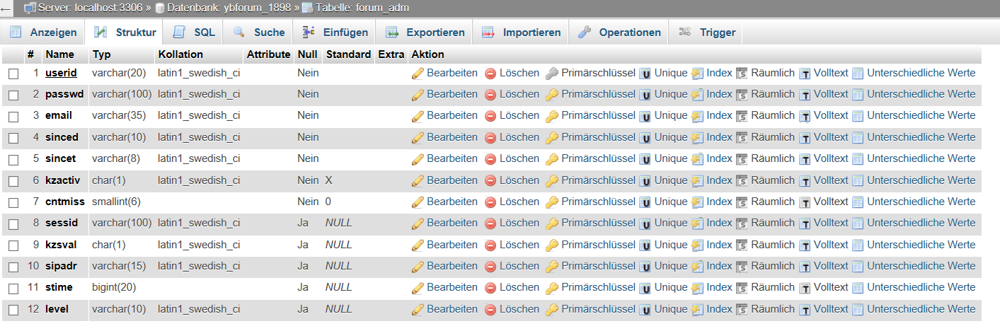 Server: localhost:3306 » Datenbank: ybforum_1898 » Tabelle: forum_adm
Anzeigen Struktur SQL Suche Einfügen Exportieren Importieren Operationen Trigger
# Name Typ Kollation Attribute Null Standard Extra Aktion
1 userid varchar(20) latin1_swedish_ci Nein Bearbeiten Löschen Primärschlüssel Unique Index Räumlich Volltext Unterschiedliche Werte
2 passwd varchar(100) latin1_swedish_ci Nein Bearbeiten Löschen Primärschlüssel Unique Index Räumlich Volltext Unterschiedliche Werte
3 email varchar(35) latin1_swedish_ci Nein Bearbeiten Löschen Primärschlüssel Unique Index Räumlich Volltext Unterschiedliche Werte
4 sinced varchar(10) latin1_swedish_ci Nein Bearbeiten Löschen Primärschlüssel Unique Index Räumlich Volltext Unterschiedliche Werte
5 sincet varchar(8) latin1_swedish_ci Nein Bearbeiten Löschen Primärschlüssel Unique Index Räumlich Volltext Unterschiedliche Werte
6 kzactiv char(1) latin1_swedish_ci Nein X Bearbeiten Löschen Primärschlüssel Unique Index Räumlich Volltext Unterschiedliche Werte
7 cntmiss smallint(6) Nein 0 Bearbeiten Löschen Primärschlüssel Unique Index Räumlich Volltext Unterschiedliche Werte
8 sessid varchar(100) latin1_swedish_ci Ja NULL Bearbeiten Löschen Primärschlüssel Unique Index Räumlich Volltext Unterschiedliche Werte
9 kzsval char(1) latin1_swedish_ci Ja NULL Bearbeiten Löschen Primärschlüssel Unique Index Räumlich Volltext Unterschiedliche Werte
10 sipadr varchar(15) latin1_swedish_ci Ja NULL Bearbeiten Löschen Primärschlüssel Unique Index Räumlich Volltext Unterschiedliche Werte
11 stime bigint(20) Ja NULL Bearbeiten Löschen Primärschlüssel Unique Index Räumlich Volltext Unterschiedliche Werte
12 level varchar(10) latin1_swedish_ci Ja NULL Bearbeiten Löschen Primärschlüssel Unique Index Räumlich Volltext Unterschiedliche Werte